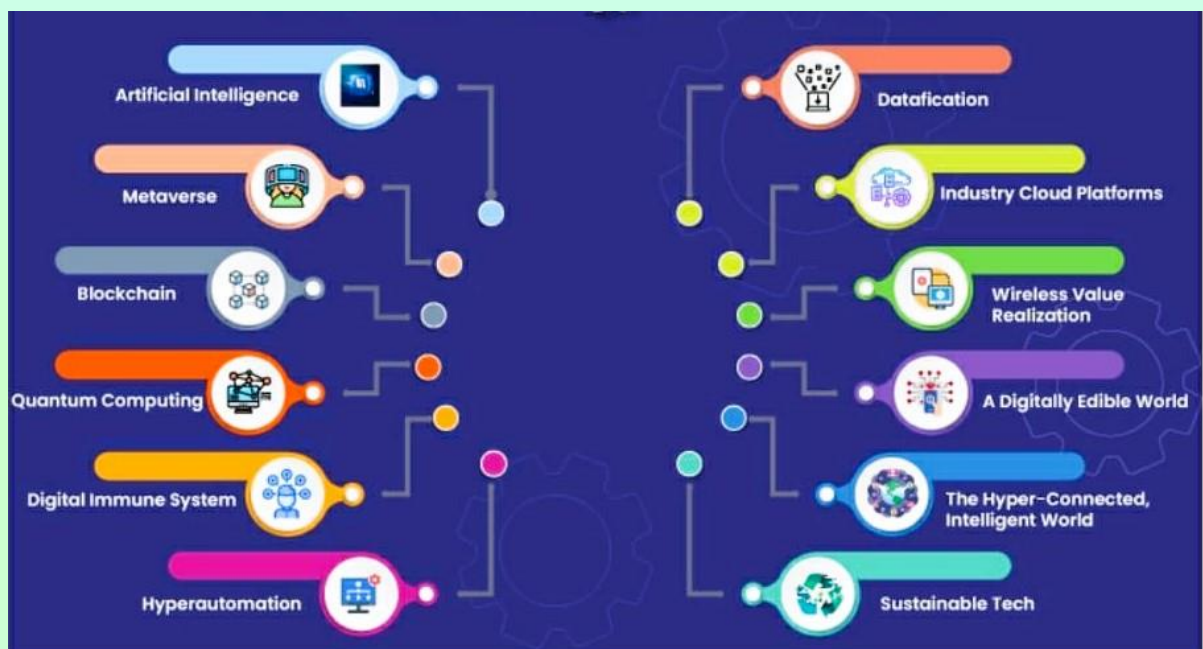 Artificial Intelligence
Metaverse
Blockchain
Quantum Computing
Digital Immune System
Hyperautomation
Datafication
Industry Cloud Platforms
Wireless Value
Realization
A Digitally Edible World
The Hyper-Connected,
Intelligent World
Sustainable Tech